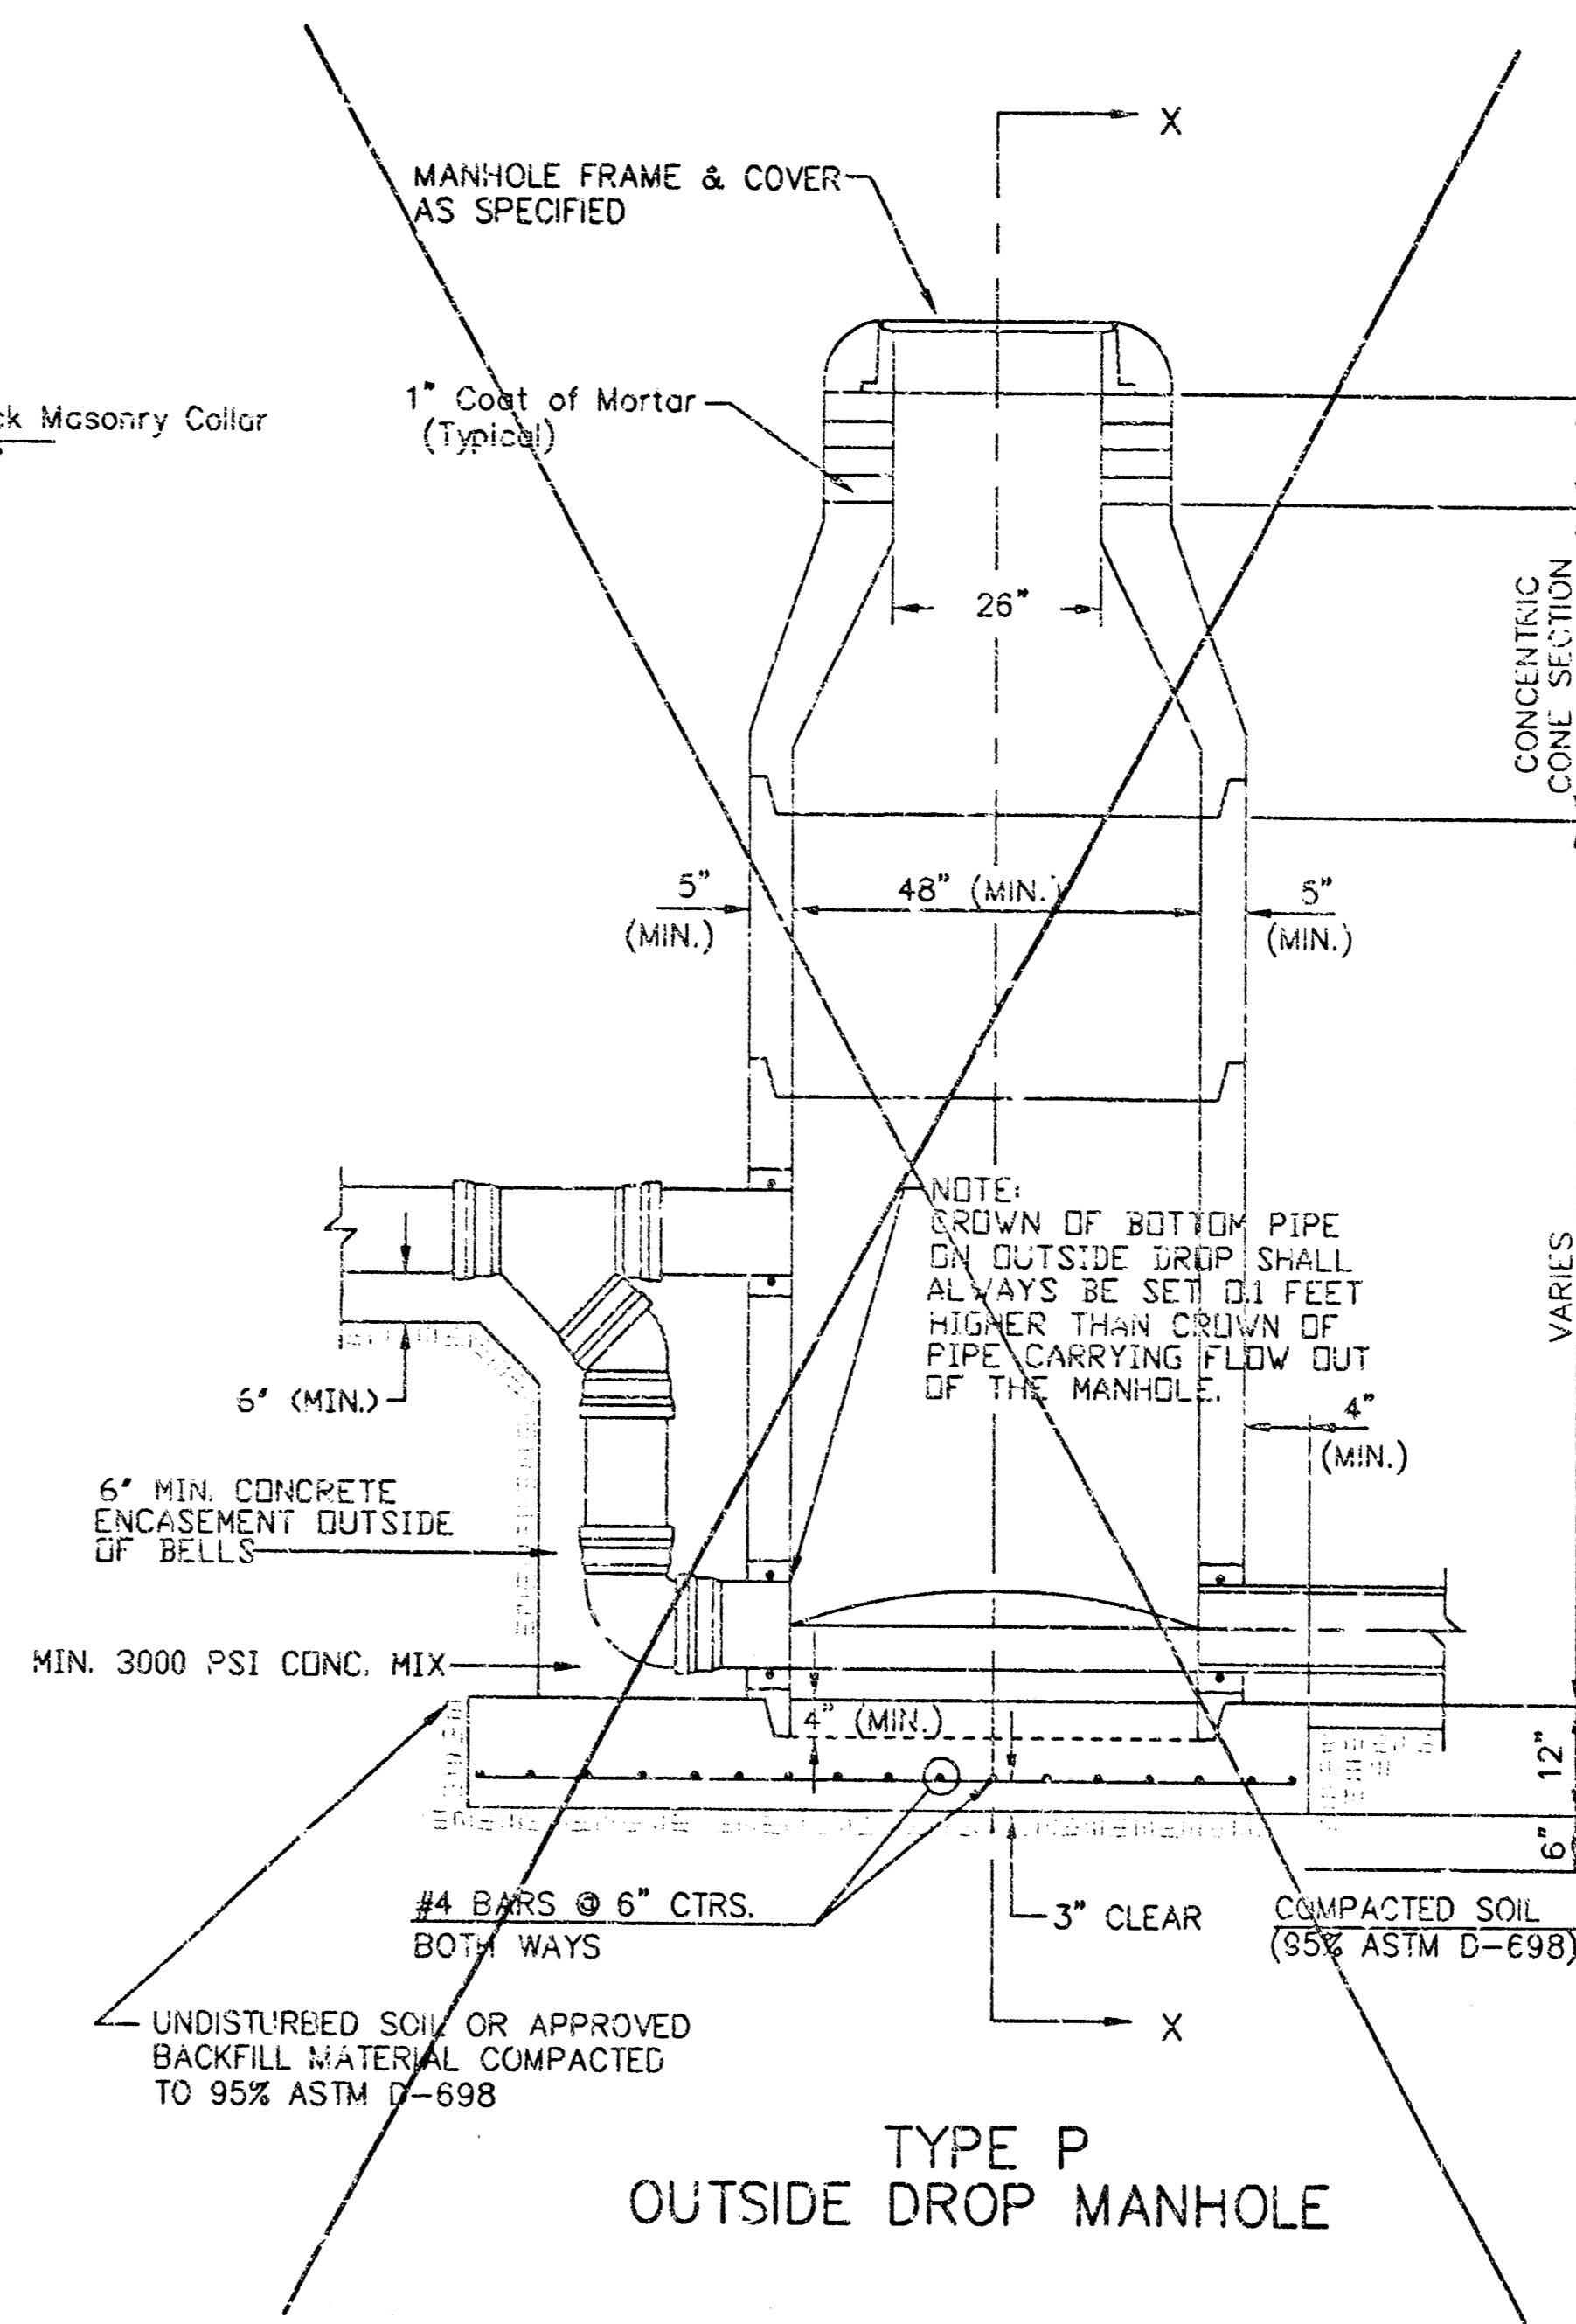 X
MANHOLE FRAME & COVER
AS SPECIFIED
Masonry Collar
1" Coat of Mortar
(Typical)
26"
CONCENTRIC
CONE SECTION
5"
(MIN.)
48" (MIN.)
5"
(MIN.)
NOTE:
CROWN OF BOTTOM PIPE
ON OUTSIDE DROP SHALL
ALWAYS BE SET 0.1 FEET
HIGHER THAN CROWN OF
PIPE CARRYING FLOW OUT
OF THE MANHOLE.
VARIES
6" (MIN.)
4"
(MIN.)
6" MIN. CONCRETE
ENCASEMENT OUTSIDE
OF BELLS
MIN. 3000 PSI CONC. MIX
4" (MIN.)
12"
6"
#4 BARS @ 6" CTRS.
BOTH WAYS
3" CLEAR
COMPACTED SOIL
(95% ASTM D-698)
X
UNDISTURBED SOIL OR APPROVED
BACKFILL MATERIAL COMPACTED
TO 95% ASTM D-698
TYPE P
OUTSIDE DROP MANHOLE